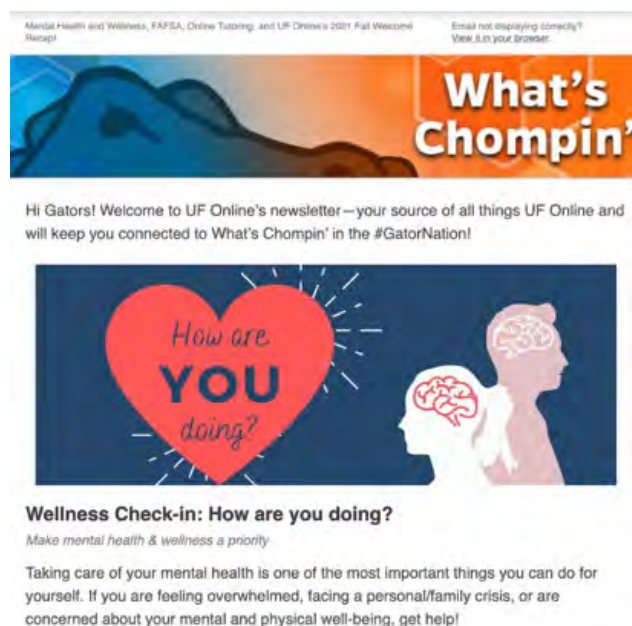 Mental Health and Wellness, FAFSA, Online Tutoring, and UF Online's 2021 Fall Welcome
Recap!
Email not displaying correctly?
View it in your browser.
What's
Chompin'
Hi Gators! Welcome to UF Online's newsletter—your source of all things UF Online and
will keep you connected to What's Chompin' in the #GatorNation!
How are
YOU
doing?
Wellness Check-in: How are you doing?
Make mental health & wellness a priority
Taking care of your mental health is one of the most important things you can do for
yourself. If you are feeling overwhelmed, facing a personal/family crisis, or are
concerned about your mental and physical well-being, get help!